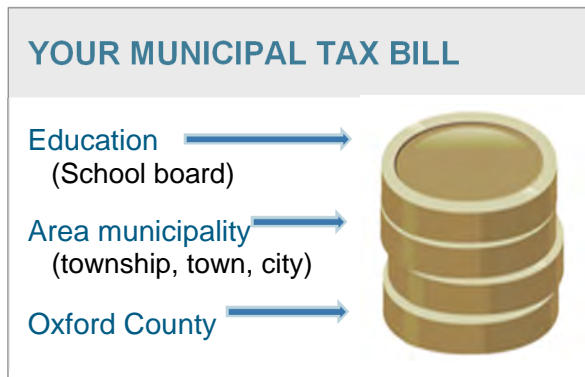 YOUR MUNICIPAL TAX BILL
Education
(School board)
Area municipality
(township, town, city)
Oxford County